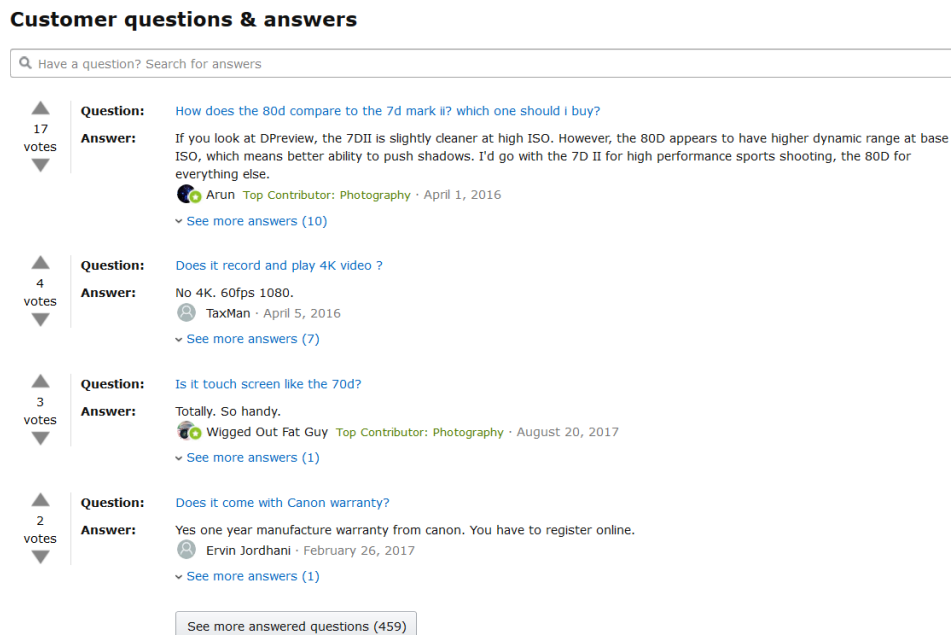 Customer questions & answers
Have a question? Search for answers
17
votes
Question: How does the 80d compare to the 7d mark ii? which one should i buy?
Answer: If you look at DPreview, the 7DII is slightly cleaner at high ISO. However, the 80D appears to have higher dynamic range at base
ISO, which means better ability to push shadows. I'd go with the 7D II for high performance sports shooting, the 80D for
everything else.
Arun Top Contributor: Photography · April 1, 2016
See more answers (10)
4
votes
Question: Does it record and play 4K video ?
Answer: No 4K. 60fps 1080.
TaxMan · April 5, 2016
See more answers (7)
3
votes
Question: Is it touch screen like the 70d?
Answer: Totally. So handy.
Wigged Out Fat Guy Top Contributor: Photography · August 20, 2017
See more answers (1)
2
votes
Question: Does it come with Canon warranty?
Answer: Yes one year manufacture warranty from canon. You have to register online.
Ervin Jordhani · February 26, 2017
See more answers (1)
See more answered questions (459)